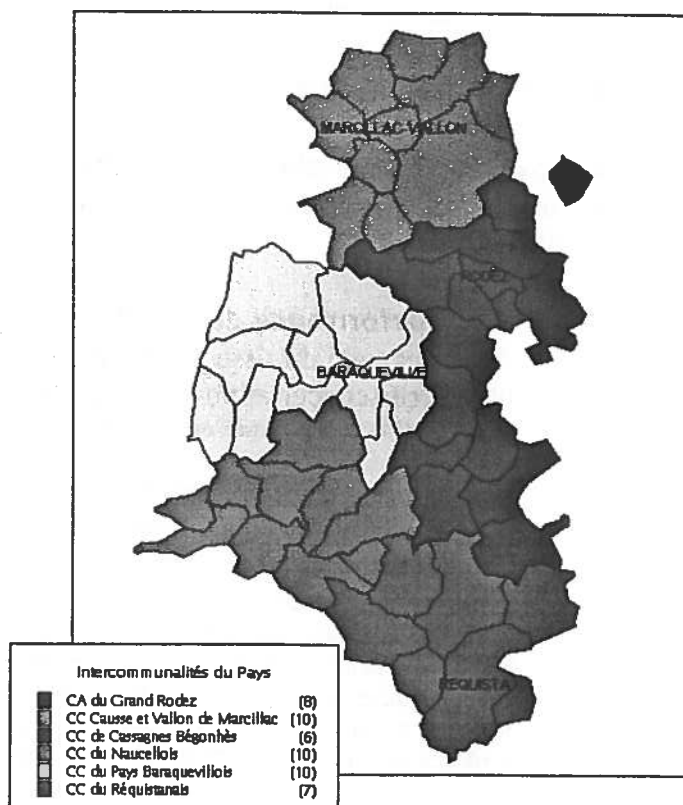 MARCILLAC-VALLON
RODEZ
BARAQUEVILLE
REQUISTA
Intercommunalités du Pays
CA du Grand Rodez (8)
CC Causse et Vallon de Marcillac (10)
CC de Cassagnes Bégonhès (6)
CC du Naucellois (10)
CC du Pays Baraquevillois (10)
CC du Réquistanais (7)